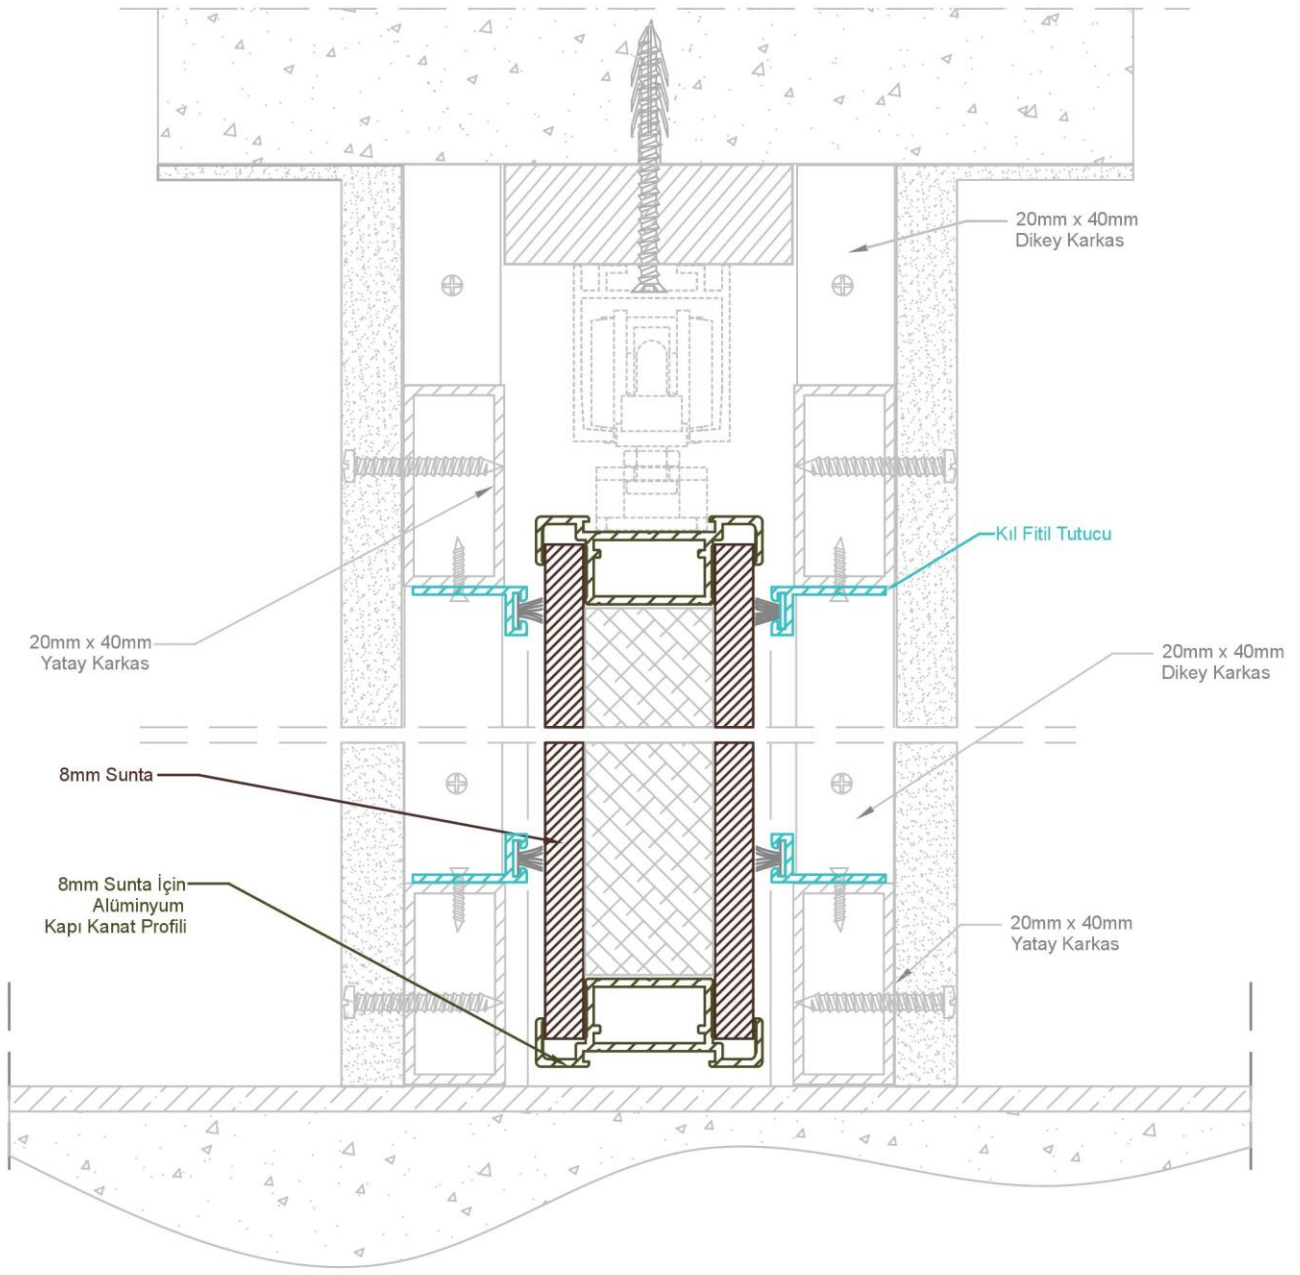 20mm x 40mm
Dikey Karkas
Kıl Fitil Tutucu
20mm x 40mm
Yatay Karkas
20mm x 40mm
Dikey Karkas
8mm Sunta
8mm Sunta İçin
Alüminyum
Kapı Kanat Profili
20mm x 40mm
Yatay Karkas